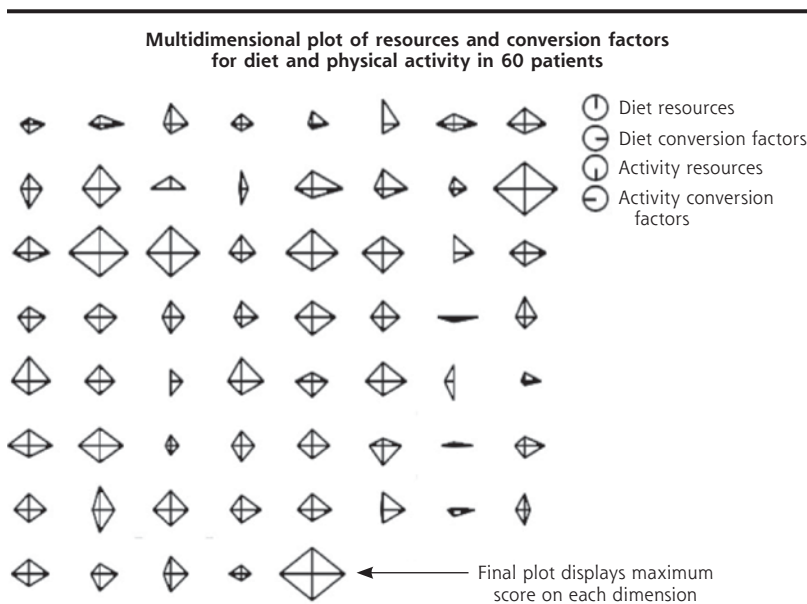 Multidimensional plot of resources and conversion factors
for diet and physical activity in 60 patients
Diet resources
Diet conversion factors
Activity resources
Activity conversion
factors
Final plot displays maximum
score on each dimension